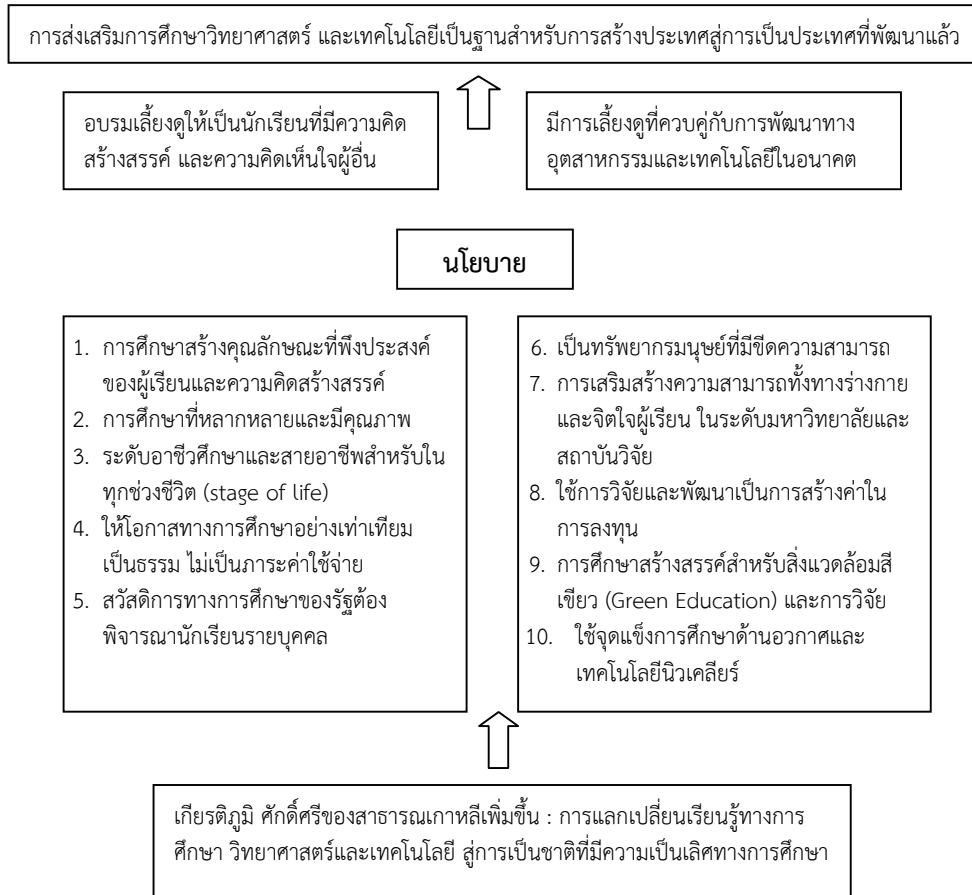 การส่งเสริมการศึกษาวิทยาศาสตร์ และเทคโนโลยีเป็นฐานสำหรับการสร้างประเทศสู่การเป็นประเทศที่พัฒนาแล้ว
อบรมเลี้ยงดูให้เป็นนักเรียนที่มีความคิด
สร้างสรรค์ และความคิดเห็นใจผู้อื่น
มีการเลี้ยงดูที่ควบคู่กับการพัฒนาทาง
อุตสาหกรรมและเทคโนโลยีในอนาคต
นโยบาย
1. การศึกษาสร้างคุณลักษณะที่พึงประสงค์
ของผู้เรียนและความคิดสร้างสรรค์
2. การศึกษาที่หลากหลายและมีคุณภาพ
3. ระดับอาชีวศึกษาและสายอาชีพสำหรับใน
ทุกช่วงชีวิต (stage of life)
4. ให้โอกาสทางการศึกษาอย่างเท่าเทียม
เป็นธรรม ไม่เป็นภาระค่าใช้จ่าย
5. สวัสดิการทางการศึกษาของรัฐต้อง
พิจารณานักเรียนรายบุคคล
6. เป็นทรัพยากรมนุษย์ที่มีขีดความสามารถ
7. การเสริมสร้างความสามารถทั้งทางร่างกาย
และจิตใจผู้เรียน ในระดับมหาวิทยาลัยและ
สถาบันวิจัย
8. ใช้การวิจัยและพัฒนาเป็นการสร้างค่าใน
การลงทุน
9. การศึกษาสร้างสรรค์สำหรับสิ่งแวดล้อมสี
เขียว (Green Education) และการวิจัย
10. ใช้จุดแข็งการศึกษาด้านอวกาศและ
เทคโนโลยีนิวเคลียร์
เกียรติภูมิ ศักดิ์ศรีของสาธารณเกาหลีเพิ่มขึ้น : การแลกเปลี่ยนเรียนรู้ทางการ
ศึกษา วิทยาศาสตร์และเทคโนโลยี สู่การเป็นชาติที่มีความเป็นเลิศทางการศึกษา